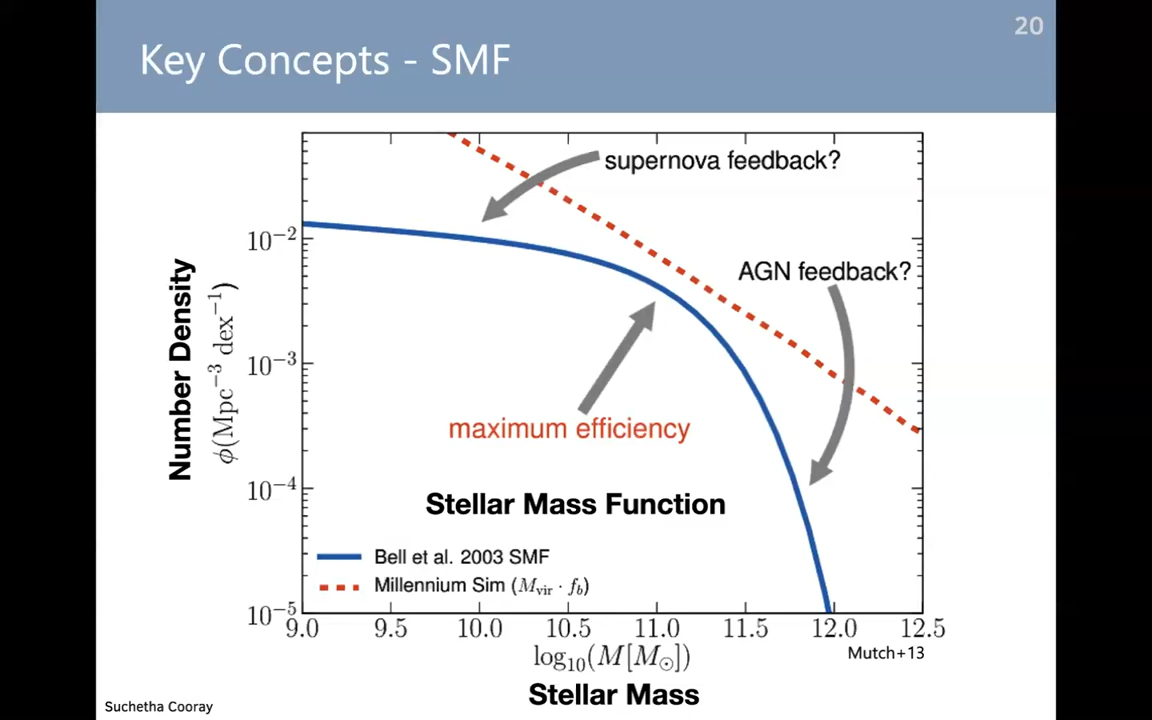 20
Key Concepts - SMF
supernova feedback?
AGN feedback?
maximum efficiency
Stellar Mass Function
Bell et al. 2003 SMF
Millennium Sim (M_vir · f_b)
Number Density
ϕ(Mpc⁻³ dex⁻¹)
10⁻²
10⁻³
10⁻⁴
10⁻⁵
9.0 9.5 10.0 10.5 11.0 11.5 12.0 12.5
log₁₀(M[M☉])
Mutch+13
Stellar Mass
Suchetha Cooray